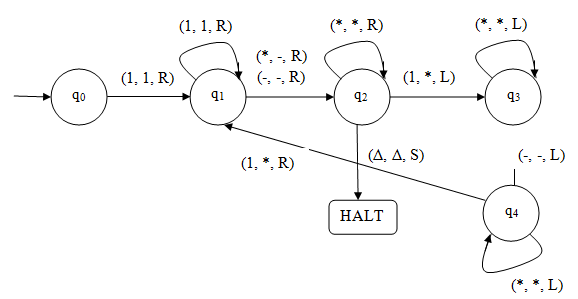 (1, 1, R)
(*, *, R)
(*, *, L)
(*, -, R)
(1, 1, R)
(-, -, R)
(1, *, L)
q0
q1
q2
q3
(1, *, R)
(Δ, Δ, S)
(-, -, L)
HALT
q4
(*, *, L)